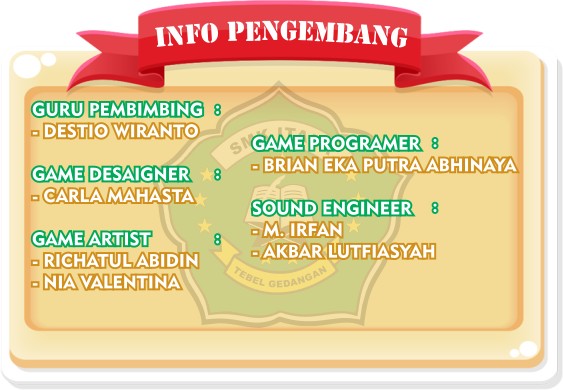 INFO PENGEMBANG
GURU PEMBIMBING :
- DESTIO WIRANTO
GAME DESAIGNER :
- CARLA MAHASTA
GAME ARTIST :
- RICHATUL ABIDIN
- NIA VALENTINA
GAME PROGRAMER :
- BRIAN EKA PUTRA ABHINAYA
SOUND ENGINEER :
- M. IRFAN
- AKBAR LUTFIASYAH
SMK
TEBEL GEDANGAN